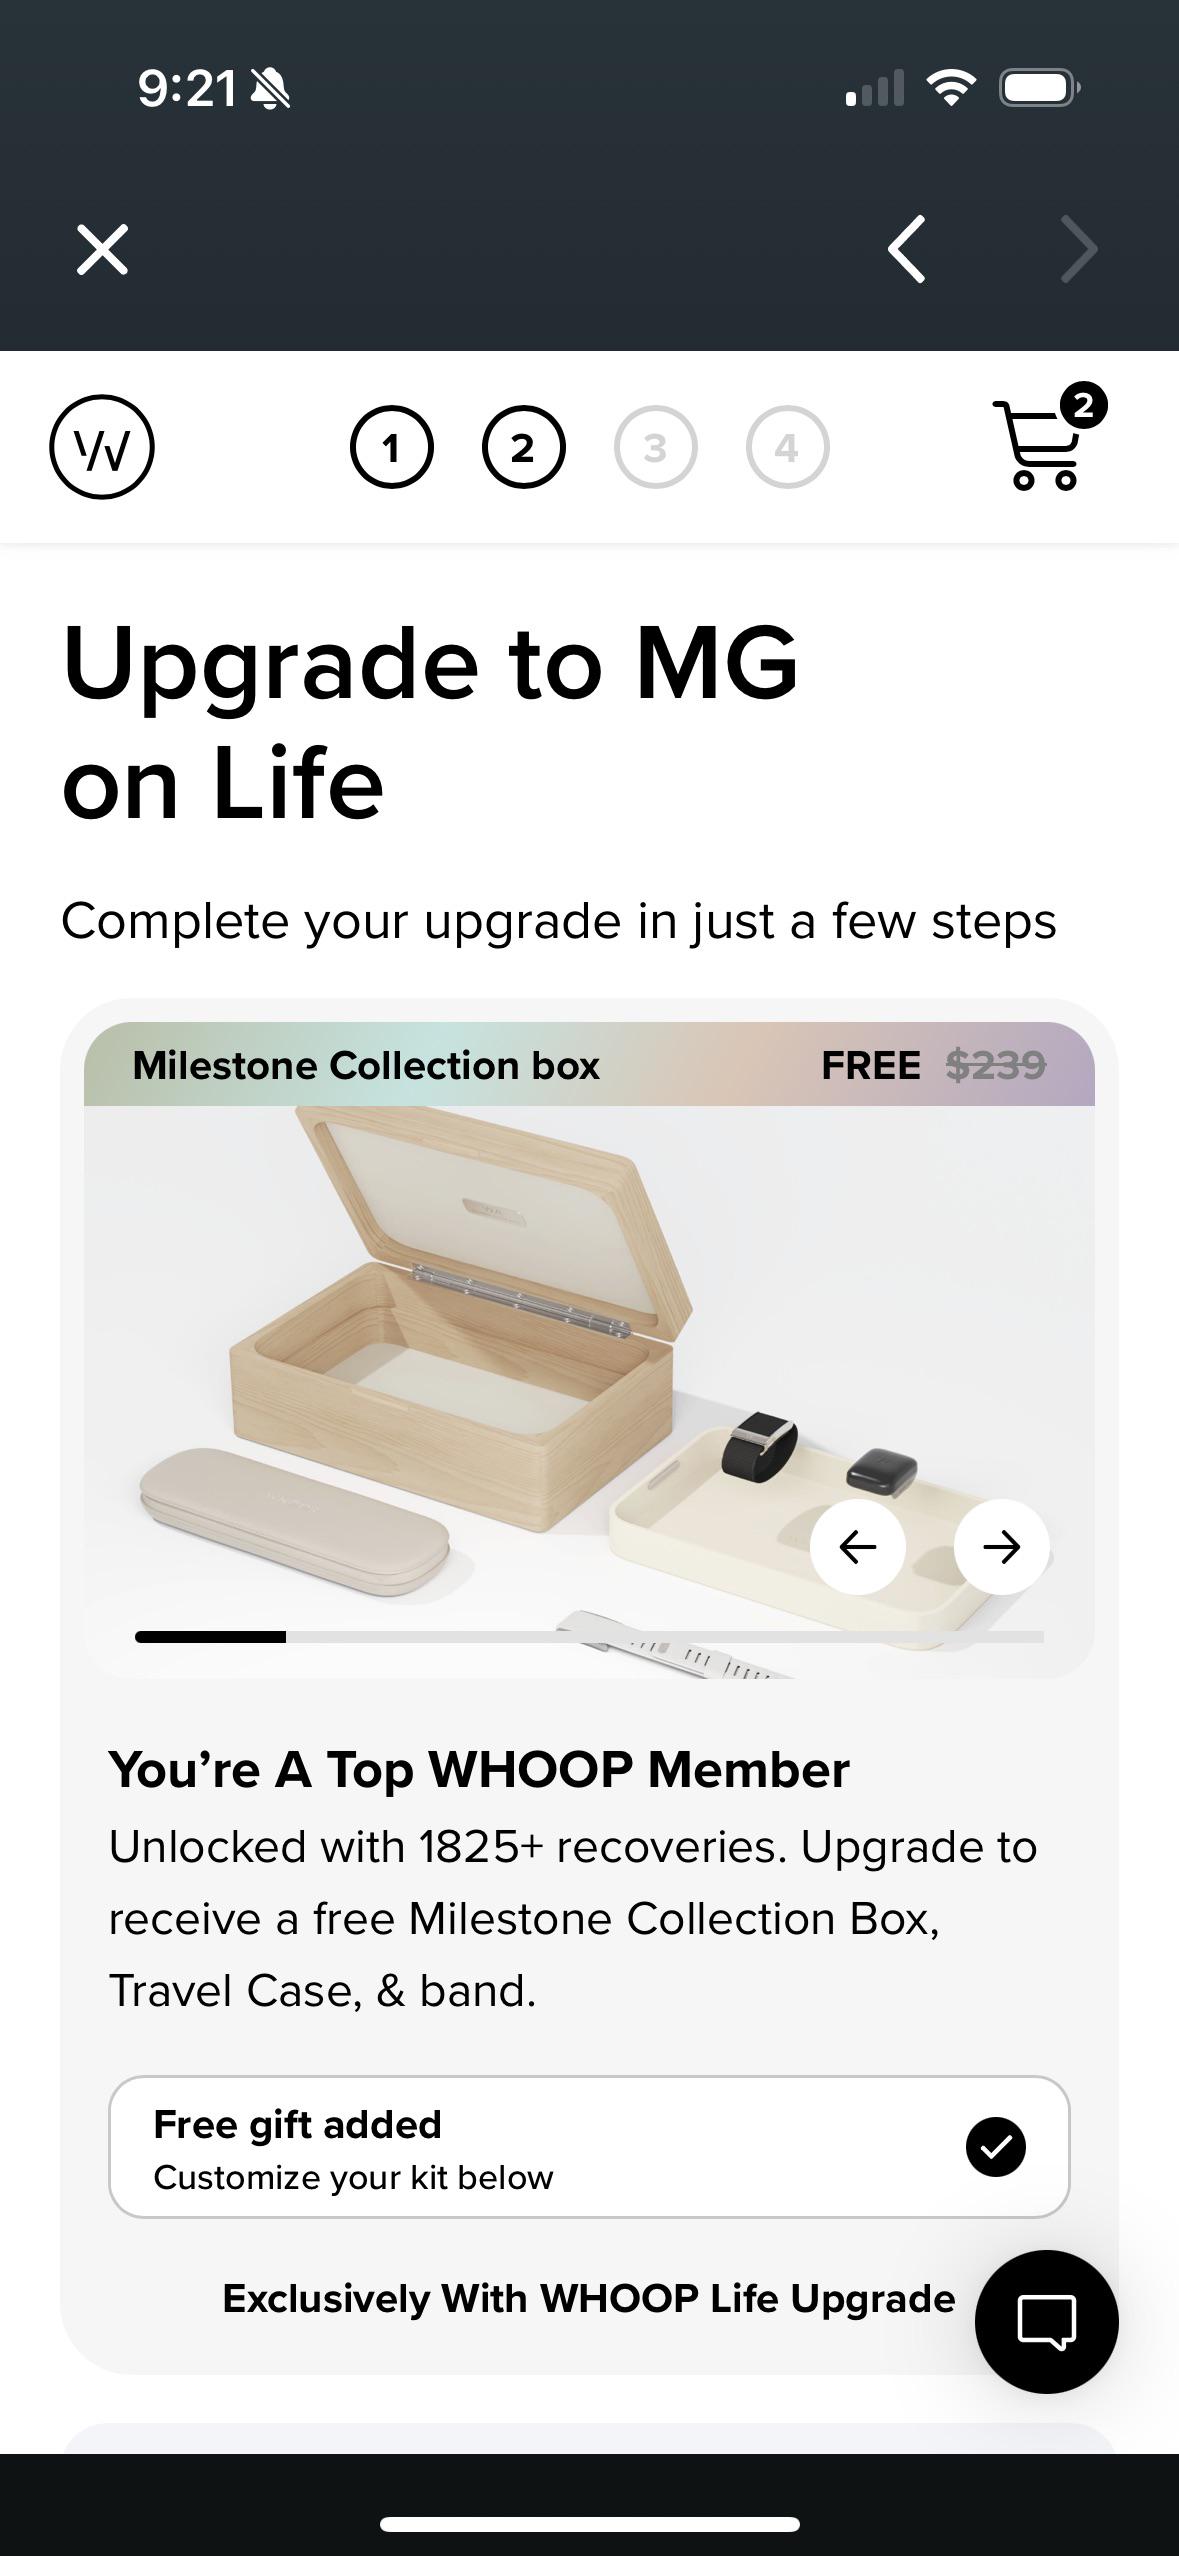 9:21
1 2 3 4
2
Upgrade to MG
on Life
Complete your upgrade in just a few steps
Milestone Collection box FREE $239
You’re A Top WHOOP Member
Unlocked with 1825+ recoveries. Upgrade to
receive a free Milestone Collection Box,
Travel Case, & band.
Free gift added
Customize your kit below
Exclusively With WHOOP Life Upgrade